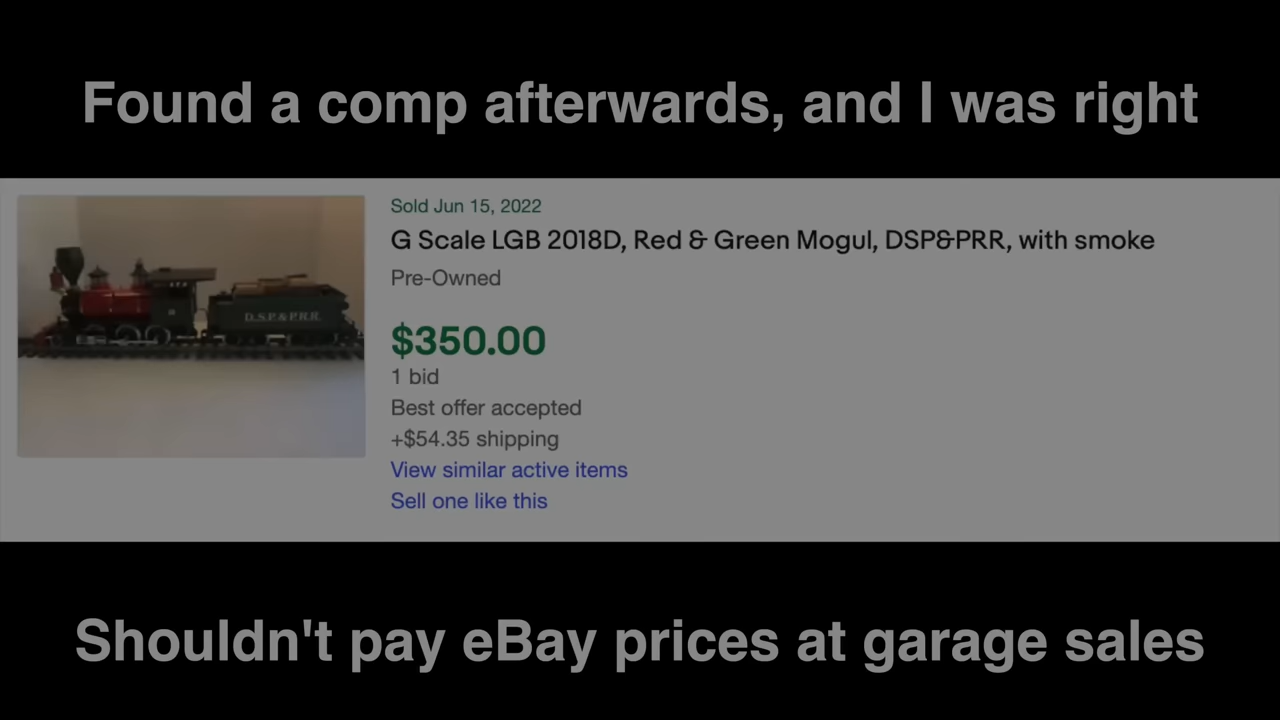 Found a comp afterwards, and I was right
Sold Jun 15, 2022
G Scale LGB 2018D, Red & Green Mogul, DSP&PRR, with smoke
Pre-Owned
D.S.P.&P.R.R.
$350.00
1 bid
Best offer accepted
+$54.35 shipping
View similar active items
Sell one like this
Shouldn't pay eBay prices at garage sales